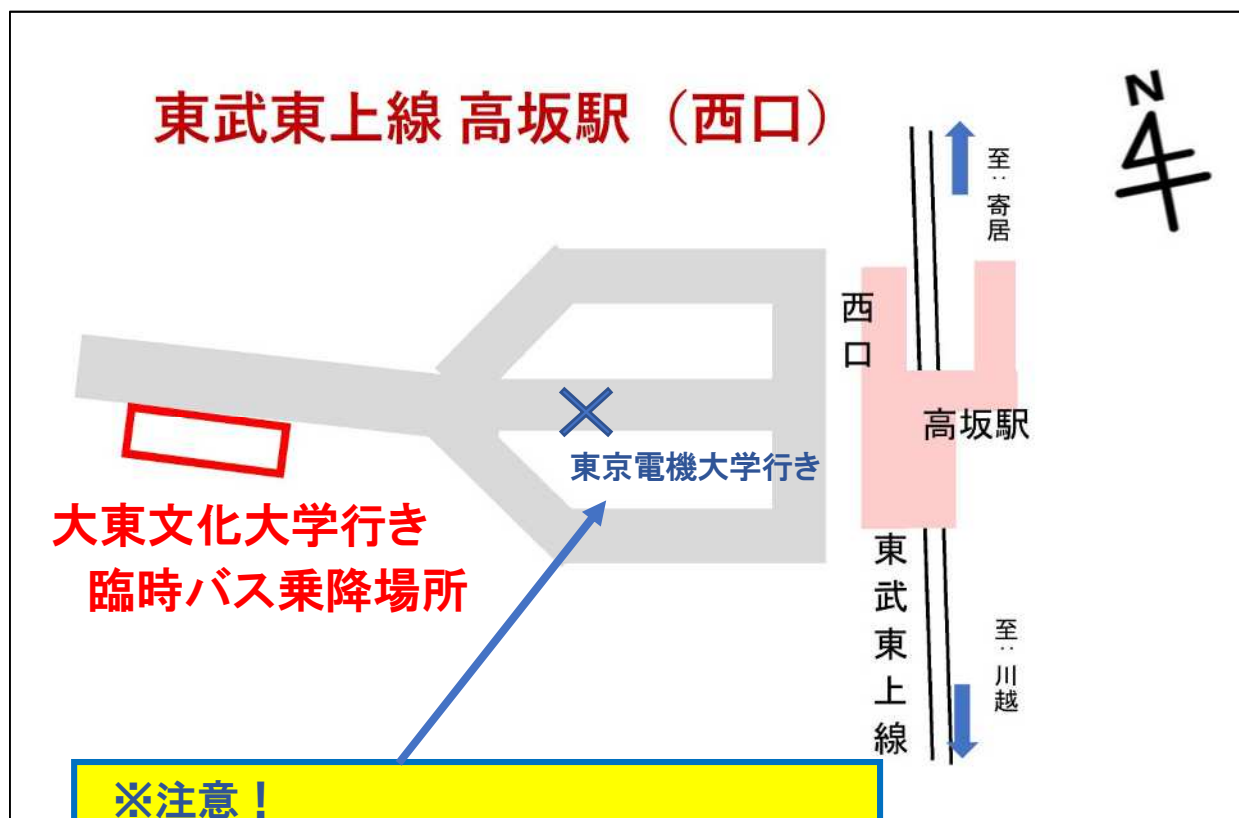 東武東上線 高坂駅（西口）
N
至：寄居
西口
高坂駅
東京電機大学行き
大東文化大学行き
臨時バス乗降場所
東武東上線
至：川越
※注意！